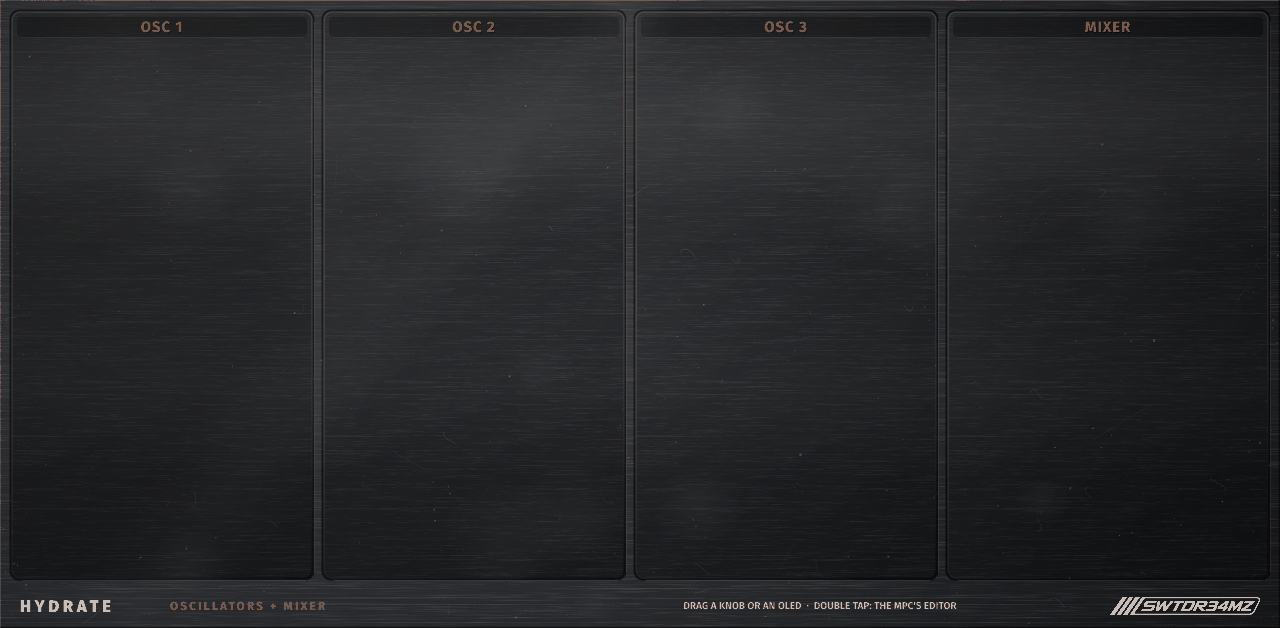 OSC 1
OSC 2
OSC 3
MIXER
HYDRATE
OSCILLATORS + MIXER
DRAG A KNOB OR AN OLED · DOUBLE TAP: THE MPC'S EDITOR
SWTDR34MZ